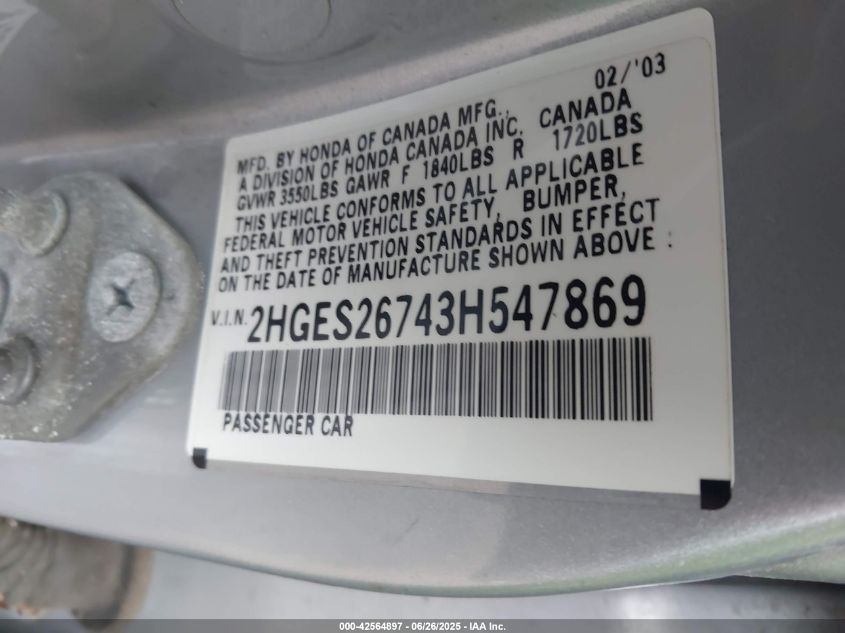 02/'03
MFD. BY HONDA OF CANADA MFG.,
A DIVISION OF HONDA CANADA INC. CANADA
GVWR 3550LBS GAWR F 1840LBS R 1720LBS
THIS VEHICLE CONFORMS TO ALL APPLICABLE
FEDERAL MOTOR VEHICLE SAFETY, BUMPER,
AND THEFT PREVENTION STANDARDS IN EFFECT
ON THE DATE OF MANUFACTURE SHOWN ABOVE :
V.I.N. 2HGES26743H547869
PASSENGER CAR
000-42564897 - 06/26/2025 - IAA Inc.